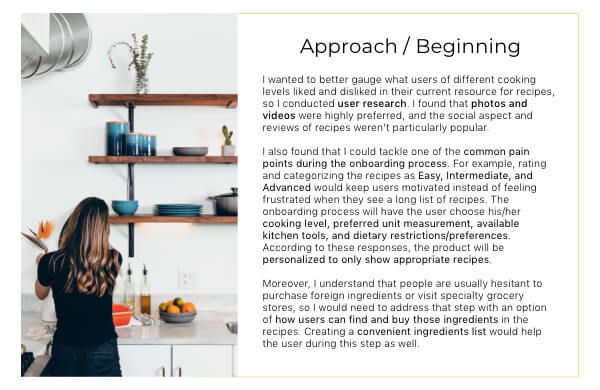 Approach / Beginning
I wanted to better gauge what users of different cooking
levels liked and disliked in their current resource for recipes,
so I conducted user research. I found that photos and
videos were highly preferred, and the social aspect and
reviews of recipes weren't particularly popular.
I also found that I could tackle one of the common pain
points during the onboarding process. For example, rating
and categorizing the recipes as Easy, Intermediate, and
Advanced would keep users motivated instead of feeling
frustrated when they see a long list of recipes. The
onboarding process will have the user choose his/her
cooking level, preferred unit measurement, available
kitchen tools, and dietary restrictions/preferences.
According to these responses, the product will be
personalized to only show appropriate recipes.
Moreover, I understand that people are usually hesitant to
purchase foreign ingredients or visit specialty grocery
stores, so I would need to address that step with an option
of how users can find and buy those ingredients in the
recipes. Creating a convenient ingredients list would help
the user during this step as well.